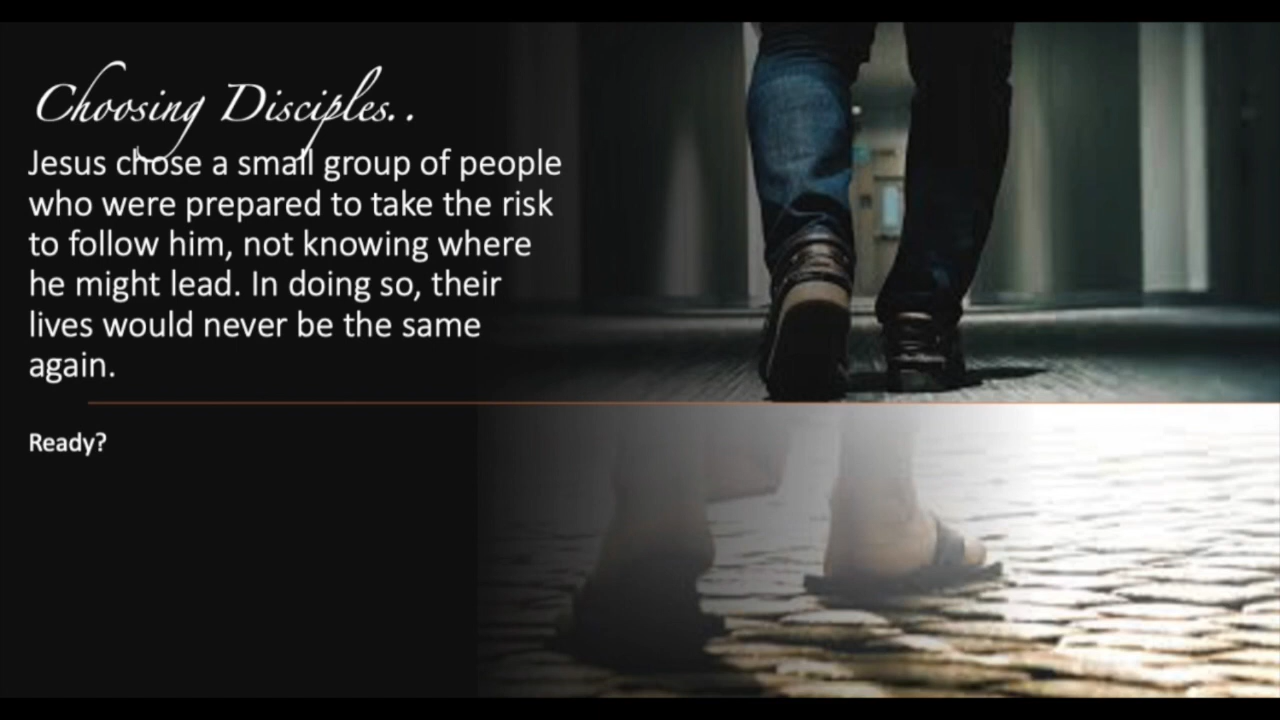 Choosing Disciples..
Jesus chose a small group of people
who were prepared to take the risk
to follow him, not knowing where
he might lead. In doing so, their
lives would never be the same
again.
Ready?